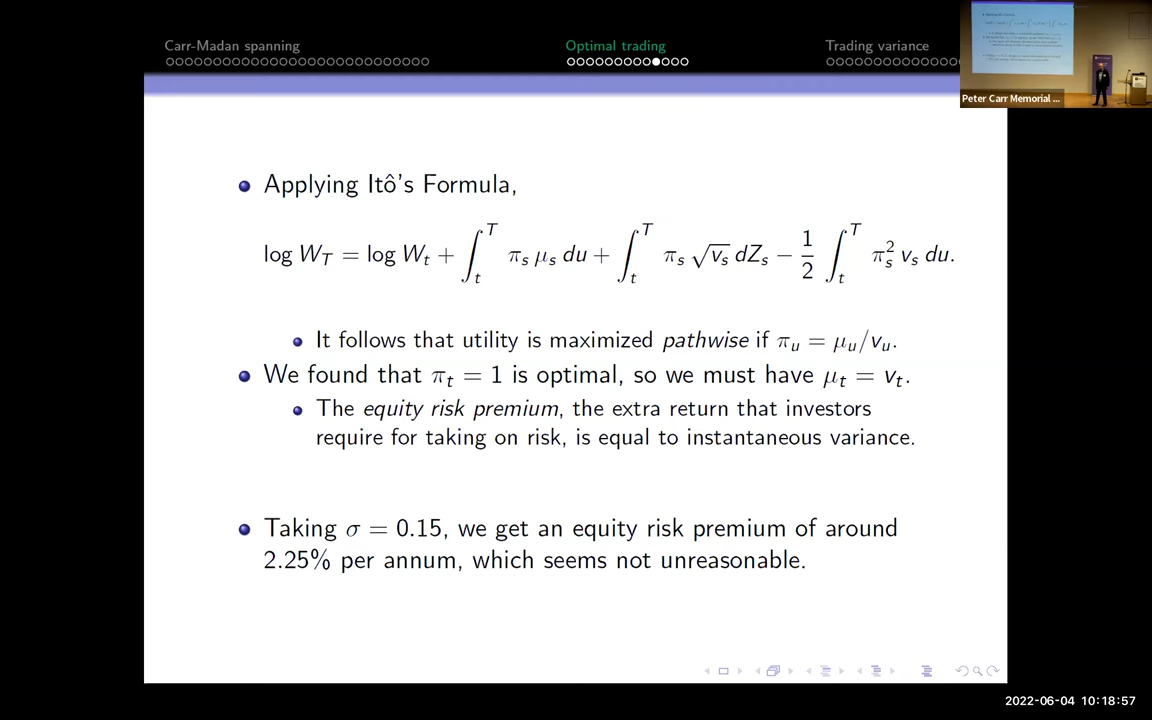 Carr-Madan spanning
Optimal trading
Trading variance
Peter Carr Memorial ...
Applying Itô's Formula,
log W_T = log W_t + ∫_t^T π_s μ_s du + ∫_t^T π_s √v_s dZ_s − 1/2 ∫_t^T π_s^2 v_s du.
It follows that utility is maximized pathwise if π_u = μ_u/v_u.
We found that π_t = 1 is optimal, so we must have μ_t = v_t.
The equity risk premium, the extra return that investors
require for taking on risk, is equal to instantaneous variance.
Taking σ = 0.15, we get an equity risk premium of around
2.25% per annum, which seems not unreasonable.
2022-06-04 10:18:57